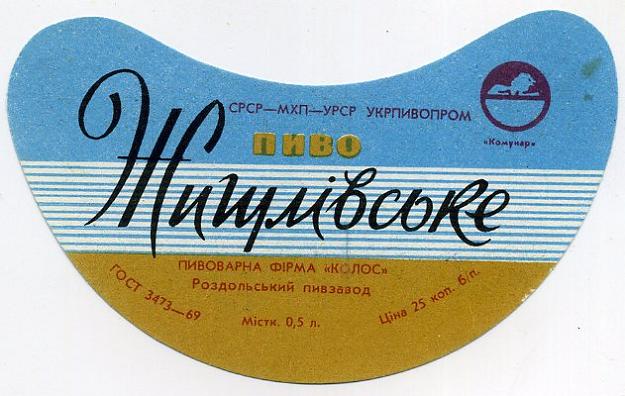 СРСР—МХП—УРСР УКРПИВОПРОМ
«Комунар»
ПИВО
Жигулівське
ПИВОВАРНА ФІРМА «КОЛОС»
Роздольський пивзавод
ГОСТ 3473—69
Містк. 0,5 л.
Ціна 25 коп. б/п.